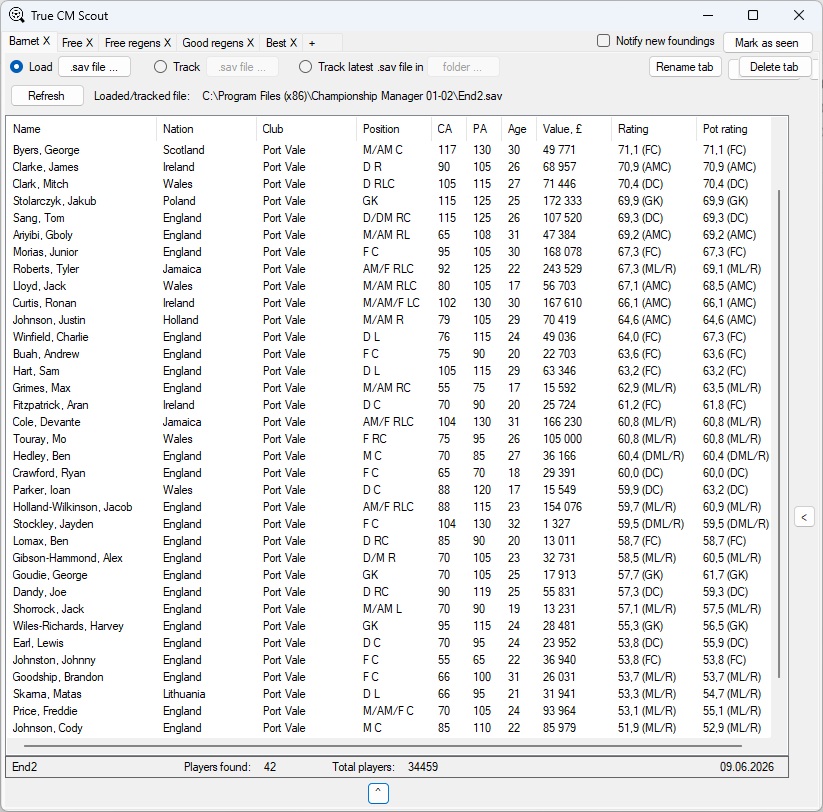 True CM Scout
Barnet X Free X Free regens X Good regens X Best X + Notify new foundings Mark as seen
Load .sav file ... Track .sav file ... Track latest .sav file in folder ... Rename tab Delete tab
Refresh Loaded/tracked file: C:\Program Files (x86)\Championship Manager 01-02\End2.sav
Name Nation Club Position CA PA Age Value, £ Rating Pot rating
Byers, George Scotland Port Vale M/AM C 117 130 30 49 771 71,1 (FC) 71,1 (FC)
Clarke, James Ireland Port Vale D R 90 105 26 68 957 70,9 (AMC) 70,9 (AMC)
Clark, Mitch Wales Port Vale D RLC 105 115 27 71 446 70,4 (DC) 70,4 (DC)
Stolarczyk, Jakub Poland Port Vale GK 115 125 25 172 333 69,9 (GK) 69,9 (GK)
Sang, Tom England Port Vale D/DM RC 115 125 26 107 520 69,3 (DC) 69,3 (DC)
Ariyibi, Gboly England Port Vale M/AM RL 65 108 31 47 384 69,2 (AMC) 69,2 (AMC)
Morias, Junior England Port Vale F C 95 105 30 168 078 67,3 (FC) 67,3 (FC)
Roberts, Tyler Jamaica Port Vale AM/F RLC 92 125 22 243 529 67,3 (ML/R) 69,1 (ML/R)
Lloyd, Jack Wales Port Vale M/AM RLC 80 105 17 56 703 67,1 (AMC) 68,5 (AMC)
Curtis, Ronan Ireland Port Vale M/AM/F LC 102 130 30 167 610 66,1 (AMC) 66,1 (AMC)
Johnson, Justin Holland Port Vale M/AM R 79 105 29 70 419 64,6 (AMC) 64,6 (AMC)
Winfield, Charlie England Port Vale D L 76 115 24 49 036 64,0 (FC) 67,3 (FC)
Buah, Andrew England Port Vale F C 75 90 20 22 703 63,6 (FC) 63,6 (FC)
Hart, Sam England Port Vale D L 105 115 29 63 346 63,2 (FC) 63,2 (FC)
Grimes, Max England Port Vale M/AM RC 55 75 17 15 592 62,9 (ML/R) 63,5 (ML/R)
Fitzpatrick, Aran Ireland Port Vale D C 70 90 20 25 724 61,2 (FC) 61,8 (FC)
Cole, Devante Jamaica Port Vale AM/F RLC 104 130 31 166 230 60,8 (ML/R) 60,8 (ML/R)
Touray, Mo Wales Port Vale F RC 75 95 26 105 000 60,8 (ML/R) 60,8 (ML/R)
Hedley, Ben England Port Vale M C 70 85 27 36 166 60,4 (DML/R) 60,4 (DML/R)
Crawford, Ryan England Port Vale F C 65 70 18 29 391 60,0 (DC) 60,0 (DC)
Parker, Ioan Wales Port Vale D C 88 120 17 15 549 59,9 (DC) 63,2 (DC)
Holland-Wilkinson, Jacob England Port Vale AM/F RLC 88 115 23 154 076 59,7 (ML/R) 60,9 (ML/R)
Stockley, Jayden England Port Vale F C 104 130 32 1 327 59,5 (DML/R) 59,5 (DML/R)
Lomax, Ben England Port Vale D RC 85 90 20 13 011 58,7 (FC) 58,7 (FC)
Gibson-Hammond, Alex England Port Vale D/M R 70 105 23 32 731 58,5 (ML/R) 60,5 (ML/R)
Goudie, George England Port Vale GK 70 105 25 17 913 57,7 (GK) 61,7 (GK)
Dandy, Joe England Port Vale D RC 90 119 25 55 831 57,3 (DC) 59,3 (DC)
Shorrock, Jack England Port Vale M/AM L 70 90 19 13 231 57,1 (ML/R) 57,5 (ML/R)
Wiles-Richards, Harvey England Port Vale GK 95 115 24 28 481 55,3 (GK) 56,5 (GK)
Earl, Lewis England Port Vale D C 70 95 24 23 952 53,8 (DC) 55,9 (DC)
Johnston, Johnny England Port Vale F C 55 65 22 36 940 53,8 (FC) 53,8 (FC)
Goodship, Brandon England Port Vale F C 66 100 31 26 031 53,7 (ML/R) 53,7 (ML/R)
Skarna, Matas Lithuania Port Vale D L 66 95 21 31 941 53,3 (ML/R) 54,7 (ML/R)
Price, Freddie England Port Vale M/AM/F C 70 105 24 93 964 53,1 (ML/R) 55,1 (ML/R)
Johnson, Cody England Port Vale M C 85 110 22 85 979 51,9 (ML/R) 52,9 (ML/R)
<
End2 Players found: 42 Total players: 34459 09.06.2026
^